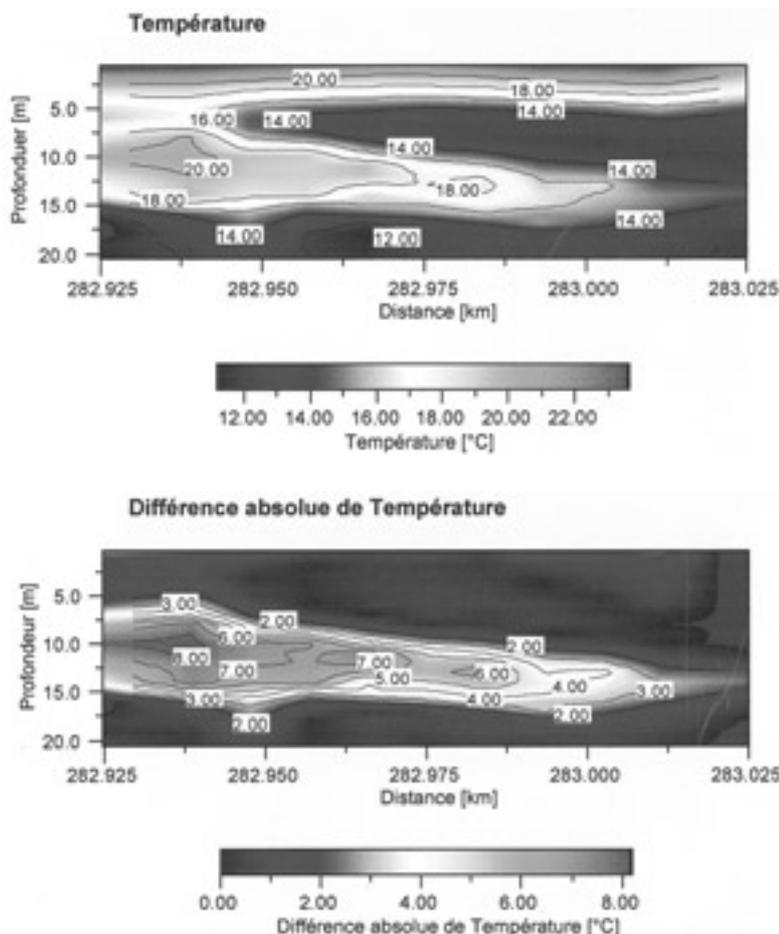 Température
20.00
18.00
5.0
16.00 14.00 14.00
Profonduer [m]
10.0
14.00
20.00 14.00
18.00
15.0 18.00
14.00
14.00 12.00
20.0
282.925 282.950 282.975 283.000 283.025
Distance [km]
12.00 14.00 16.00 18.00 20.00 22.00
Température [°C]
Différence absolue de Température
5.0 3.00
2.00
Profondeur [m]
6.00
10.0 2.00
8.00 7.00
7.00 6.00
5.00 4.00 3.00
15.0 3.00 4.00
2.00 2.00
20.0
282.925 282.950 282.975 283.000 283.025
Distance [km]
0.00 2.00 4.00 6.00 8.00
Différence absolue de Température [°C]